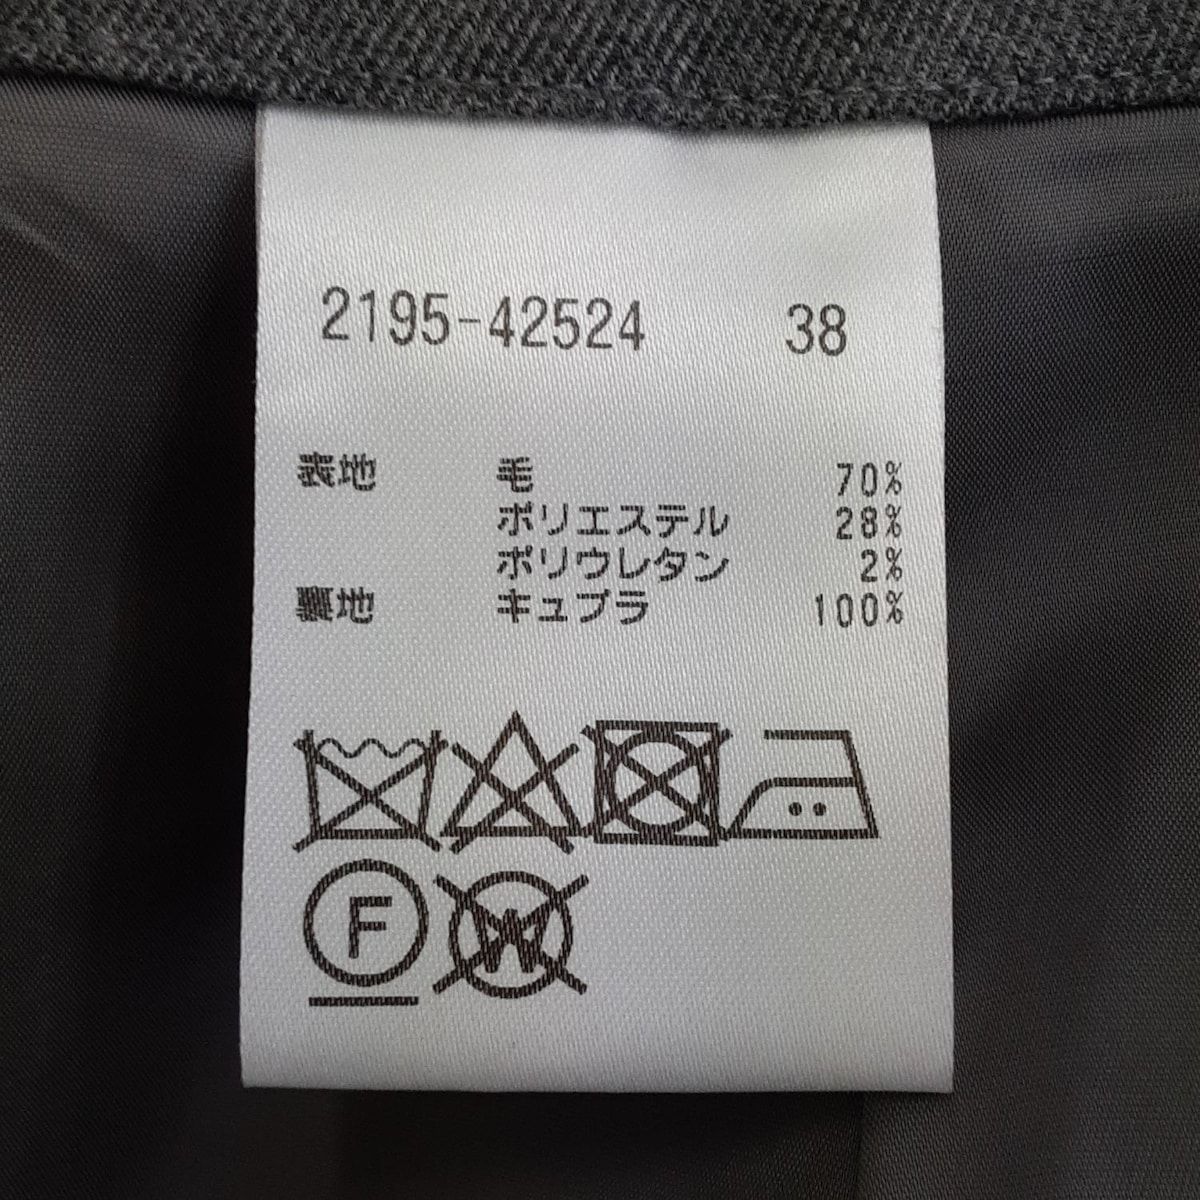 2195-42524 38
表地 毛 70%
ポリエステル 28%
ポリウレタン 2%
裏地 キュプラ 100%
F W